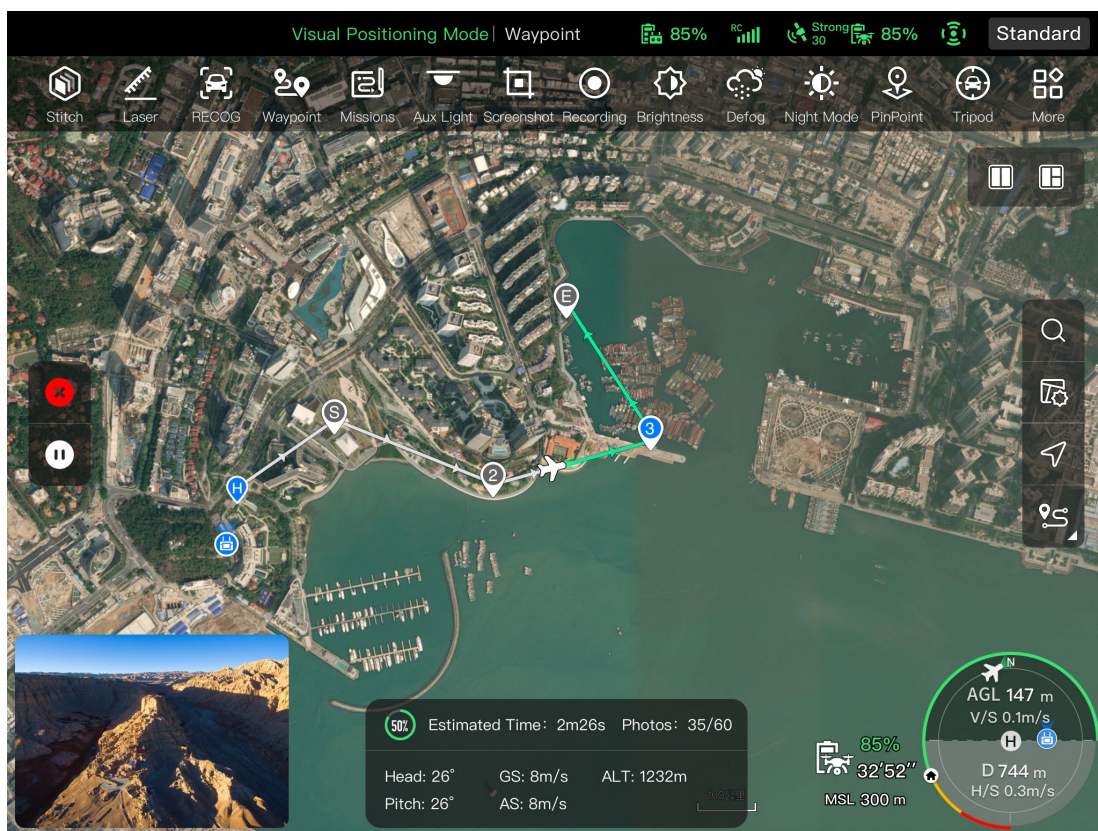 Visual Positioning Mode | Waypoint 85% RC Strong 30 85% Standard
Stitch Laser RECOG Waypoint Missions Aux Light Screenshot Recording Brightness Defog Night Mode PinPoint Tripod More
E
S
3
2
H
N
AGL 147 m
V/S 0.1m/s
H
50% Estimated Time: 2m26s Photos: 35/60
85%
32'52"
MSL 300 m
D 744 m
H/S 0.3m/s
Head: 26° GS: 8m/s ALT: 1232m
Pitch: 26° AS: 8m/s